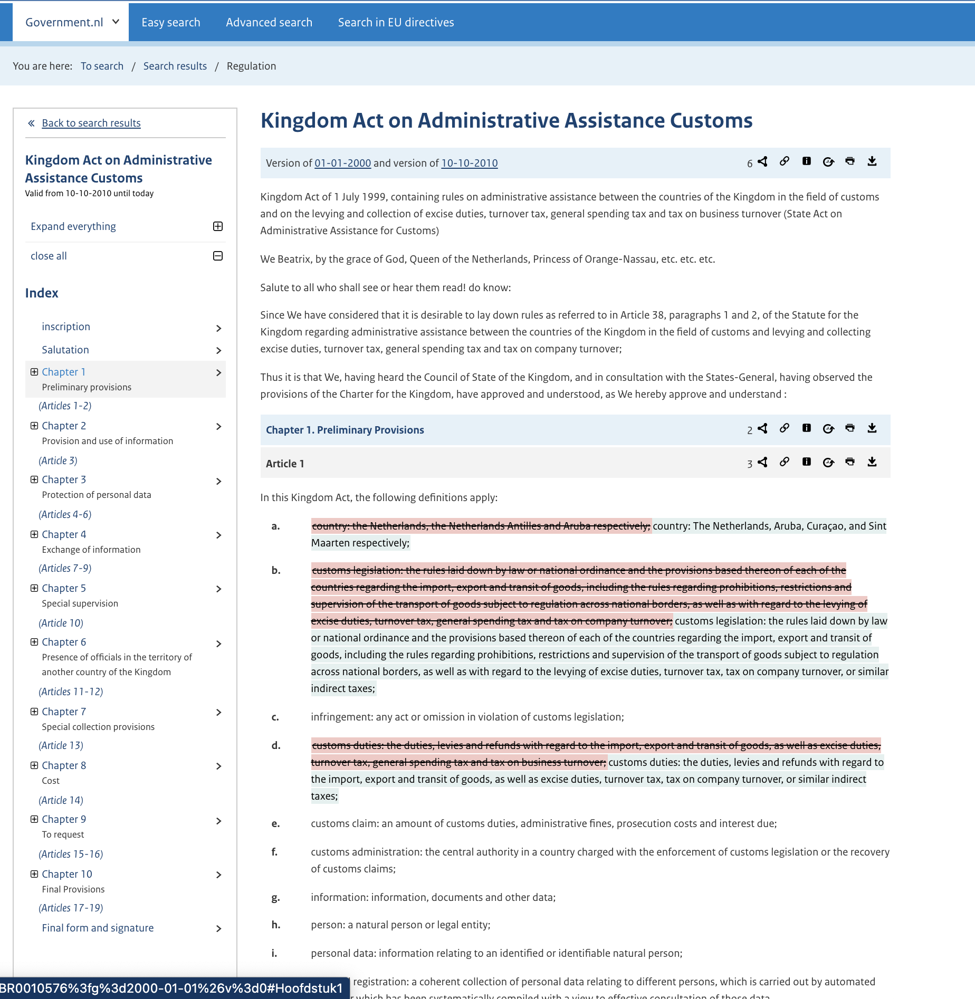 Government.nl
Easy search
Advanced search
Search in EU directives
You are here: To search / Search results / Regulation
Back to search results
Kingdom Act on Administrative
Assistance Customs
Valid from 10-10-2010 until today
Expand everything
close all
Index
inscription
Salutation
Chapter 1
Preliminary provisions
(Articles 1-2)
Chapter 2
Provision and use of information
(Article 3)
Chapter 3
Protection of personal data
(Articles 4-6)
Chapter 4
Exchange of information
(Articles 7-9)
Chapter 5
Special supervision
(Article 10)
Chapter 6
Presence of officials in the territory of
another country of the Kingdom
(Articles 11-12)
Chapter 7
Special collection provisions
(Article 13)
Chapter 8
Cost
(Article 14)
Chapter 9
To request
(Articles 15-16)
Chapter 10
Final Provisions
(Articles 17-19)
Final form and signature
Kingdom Act on Administrative Assistance Customs
Version of 01-01-2000 and version of 10-10-2010
6
Kingdom Act of 1 July 1999, containing rules on administrative assistance between the countries of the Kingdom in the field of customs
and on the levying and collection of excise duties, turnover tax, general spending tax and tax on business turnover (State Act on
Administrative Assistance for Customs)
We Beatrix, by the grace of God, Queen of the Netherlands, Princess of Orange-Nassau, etc. etc. etc.
Salute to all who shall see or hear them read! do know:
Since We have considered that it is desirable to lay down rules as referred to in Article 38, paragraphs 1 and 2, of the Statute for the
Kingdom regarding administrative assistance between the countries of the Kingdom in the field of customs and levying and collecting
excise duties, turnover tax, general spending tax and tax on company turnover;
Thus it is that We, having heard the Council of State of the Kingdom, and in consultation with the States-General, having observed the
provisions of the Charter for the Kingdom, have approved and understood, as We hereby approve and understand :
Chapter 1. Preliminary Provisions
2
Article 1
3
In this Kingdom Act, the following definitions apply:
a. country: the Netherlands, the Netherlands Antilles and Aruba respectively; country: The Netherlands, Aruba, Curaçao, and Sint
Maarten respectively;
b. customs legislation: the rules laid down by law or national ordinance and the provisions based thereon of each of the
countries regarding the import, export and transit of goods, including the rules regarding prohibitions, restrictions and
supervision of the transport of goods subject to regulation across national borders, as well as with regard to the levying of
excise duties, turnover tax, general spending tax and tax on company turnover; customs legislation: the rules laid down by law
or national ordinance and the provisions based thereon of each of the countries regarding the import, export and transit of
goods, including the rules regarding prohibitions, restrictions and supervision of the transport of goods subject to regulation
across national borders, as well as with regard to the levying of excise duties, turnover tax, tax on company turnover, or similar
indirect taxes;
c. infringement: any act or omission in violation of customs legislation;
d. customs duties: the duties, levies and refunds with regard to the import, export and transit of goods, as well as excise duties,
turnover tax, general spending tax and tax on business turnover; customs duties: the duties, levies and refunds with regard to
the import, export and transit of goods, as well as excise duties, turnover tax, tax on company turnover, or similar indirect
taxes;
e. customs claim: an amount of customs duties, administrative fines, prosecution costs and interest due;
f. customs administration: the central authority in a country charged with the enforcement of customs legislation or the recovery
of customs claims;
g. information: information, documents and other data;
h. person: a natural person or legal entity;
i. personal data: information relating to an identified or identifiable natural person;
registration: a coherent collection of personal data relating to different persons, which is carried out by automated
which has been systematically compiled with a view to effective consultation of those data
BR0010576%3fg%3d2000-01-01%26v%3d0#Hoofdstuk1